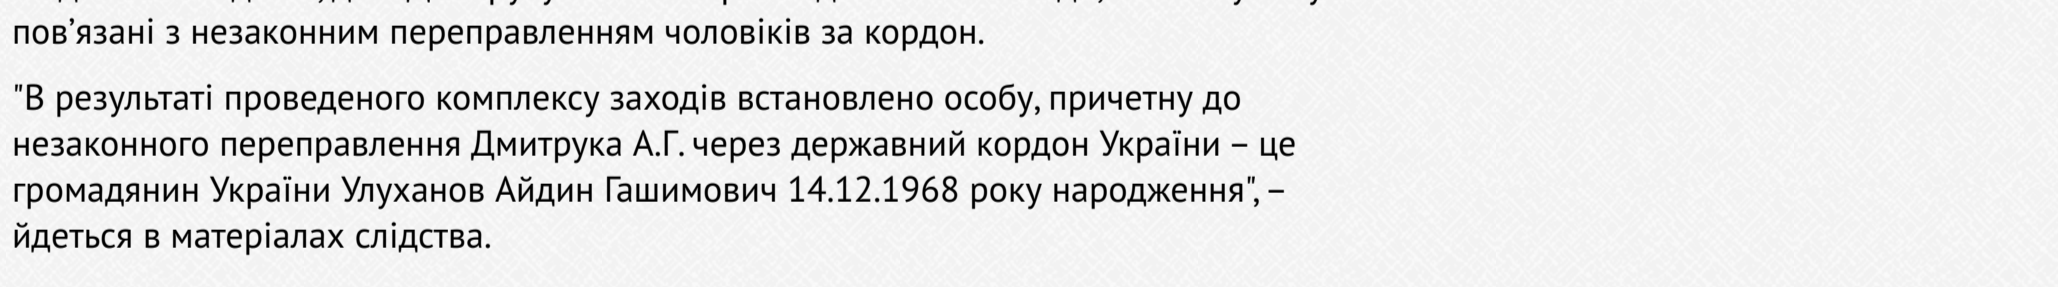 пов’язані з незаконним переправленням чоловіків за кордон.
"В результаті проведеного комплексу заходів встановлено особу, причетну до
незаконного переправлення Дмитрука А.Г. через державний кордон України – це
громадянин України Улуханов Айдин Гашимович 14.12.1968 року народження", –
йдеться в матеріалах слідства.